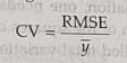 CV = RMSE / ȳ